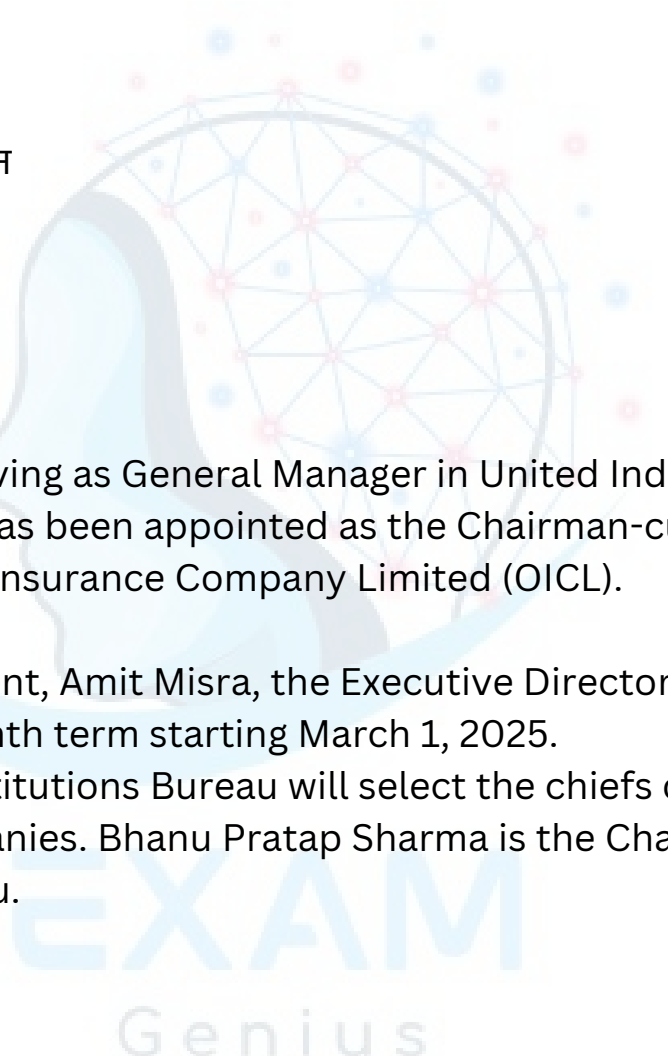 स
ving as General Manager in United Ind
as been appointed as the Chairman-cu
nsurance Company Limited (OICL).
nt, Amit Misra, the Executive Director
nth term starting March 1, 2025.
titutions Bureau will select the chiefs o
anies. Bhanu Pratap Sharma is the Cha
u.
EXAM
Genius